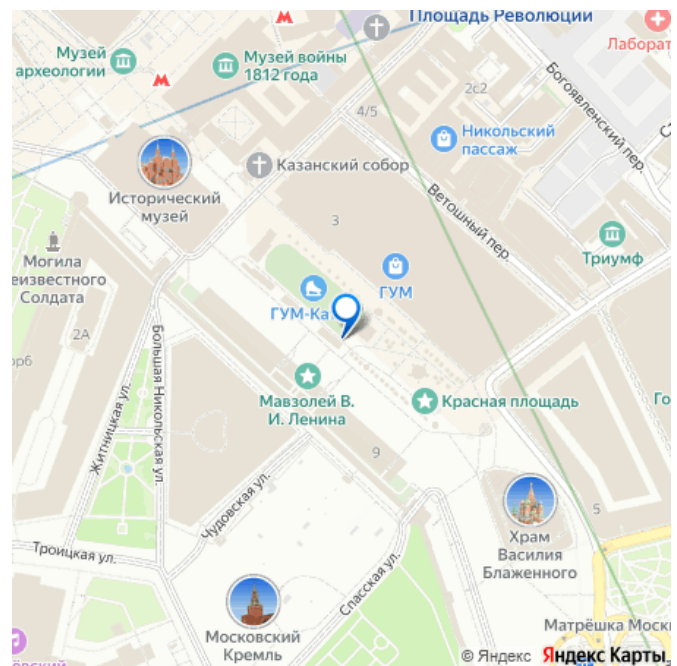 Площадь Революции
Музей
археологии
Музей войны
1812 года
Лаборат
Богоявленский пер.
2с2
4/5
Никольский
пассаж
Казанский собор
Ветошный пер.
Исторический
музей
3
Могила
еизвестного
Солдата
Триумф
ГУМ
ГУМ-Ка
2А
Большая Никольская ул.
Житницкая ул.
Мавзолей В.
И. Ленина
Красная площадь
Го
9
Чудовская ул.
5
Храм
Василия
Блаженного
Троицкая ул.
Спасская ул.
Московский
Кремль
Матрёшка Моск
© Яндекс Яндекс Карты